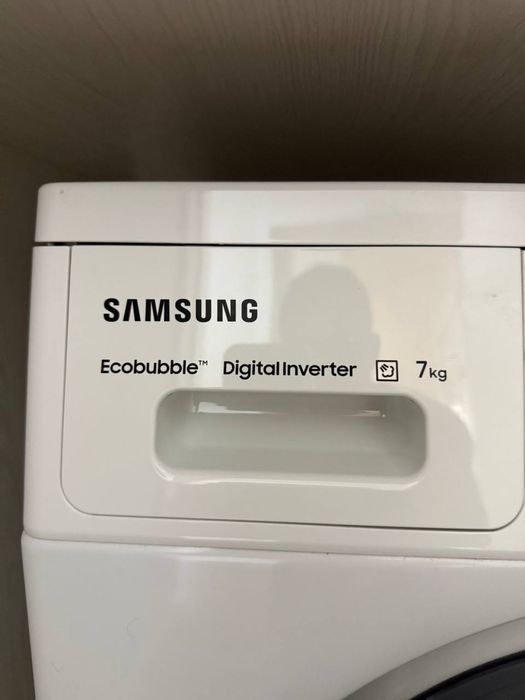 SAMSUNG
Ecobubble™ Digital Inverter 7kg